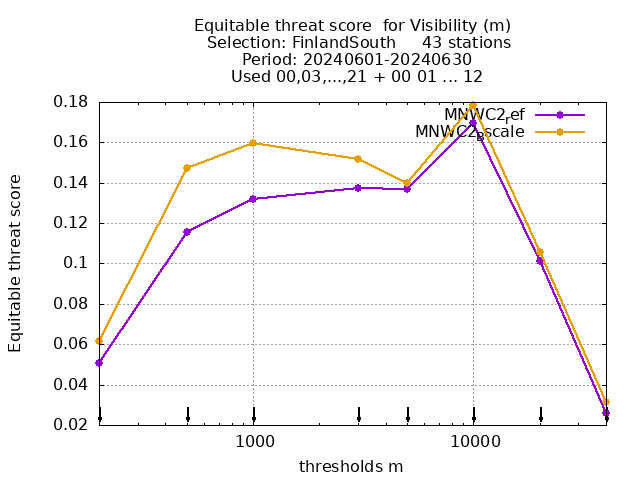 Equitable threat score  for Visibility (m)
Selection: FinlandSouth     43 stations
Period: 20240601-20240630
Used 00,03,...,21 + 00 01 ... 12
MNWC2ref
MNWC2Bscale
0.18
0.16
0.14
0.12
0.1
0.08
0.06
0.04
0.02
Equitable threat score
1000
10000
thresholds m